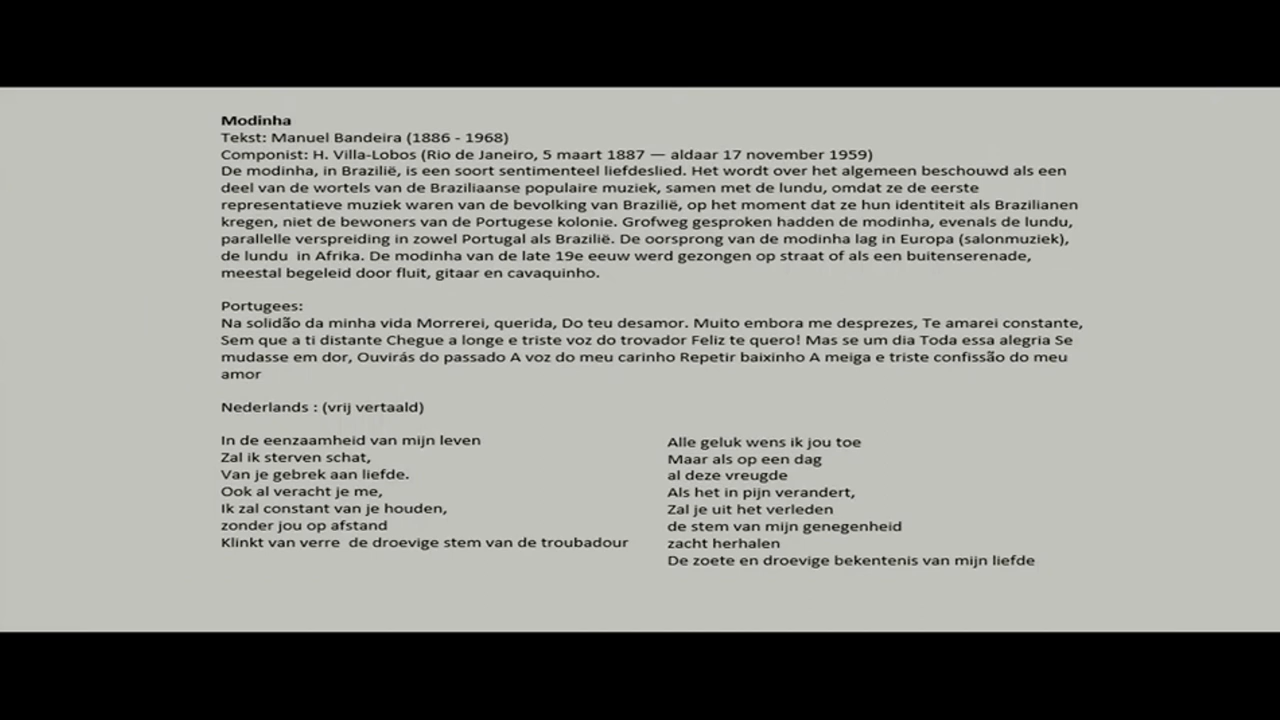 Modinha
Tekst: Manuel Bandeira (1886 - 1968)
Componist: H. Villa-Lobos (Rio de Janeiro, 5 maart 1887 — aldaar 17 november 1959)
De modinha, in Brazilië, is een soort sentimenteel liefdeslied. Het wordt over het algemeen beschouwd als een
deel van de wortels van de Braziliaanse populaire muziek, samen met de lundu, omdat ze de eerste
representatieve muziek waren van de bevolking van Brazilië, op het moment dat ze hun identiteit als Brazilianen
kregen, niet de bewoners van de Portugese kolonie. Grofweg gesproken hadden de modinha, evenals de lundu,
parallelle verspreiding in zowel Portugal als Brazilië. De oorsprong van de modinha lag in Europa (salonmuziek),
de lundu  in Afrika. De modinha van de late 19e eeuw werd gezongen op straat of als een buitenserenade,
meestal begeleid door fluit, gitaar en cavaquinho.
Portugees:
Na solidão da minha vida Morrerei, querida, Do teu desamor. Muito embora me desprezes, Te amarei constante,
Sem que a ti distante Chegue a longe e triste voz do trovador Feliz te quero! Mas se um dia Toda essa alegria Se
mudasse em dor, Ouvirás do passado A voz do meu carinho Repetir baixinho A meiga e triste confissão do meu
amor
Nederlands : (vrij vertaald)
In de eenzaamheid van mijn leven
Zal ik sterven schat,
Van je gebrek aan liefde.
Ook al veracht je me,
Ik zal constant van je houden,
zonder jou op afstand
Klinkt van verre  de droevige stem van de troubadour
Alle geluk wens ik jou toe
Maar als op een dag
al deze vreugde
Als het in pijn verandert,
Zal je uit het verleden
de stem van mijn genegenheid
zacht herhalen
De zoete en droevige bekentenis van mijn liefde